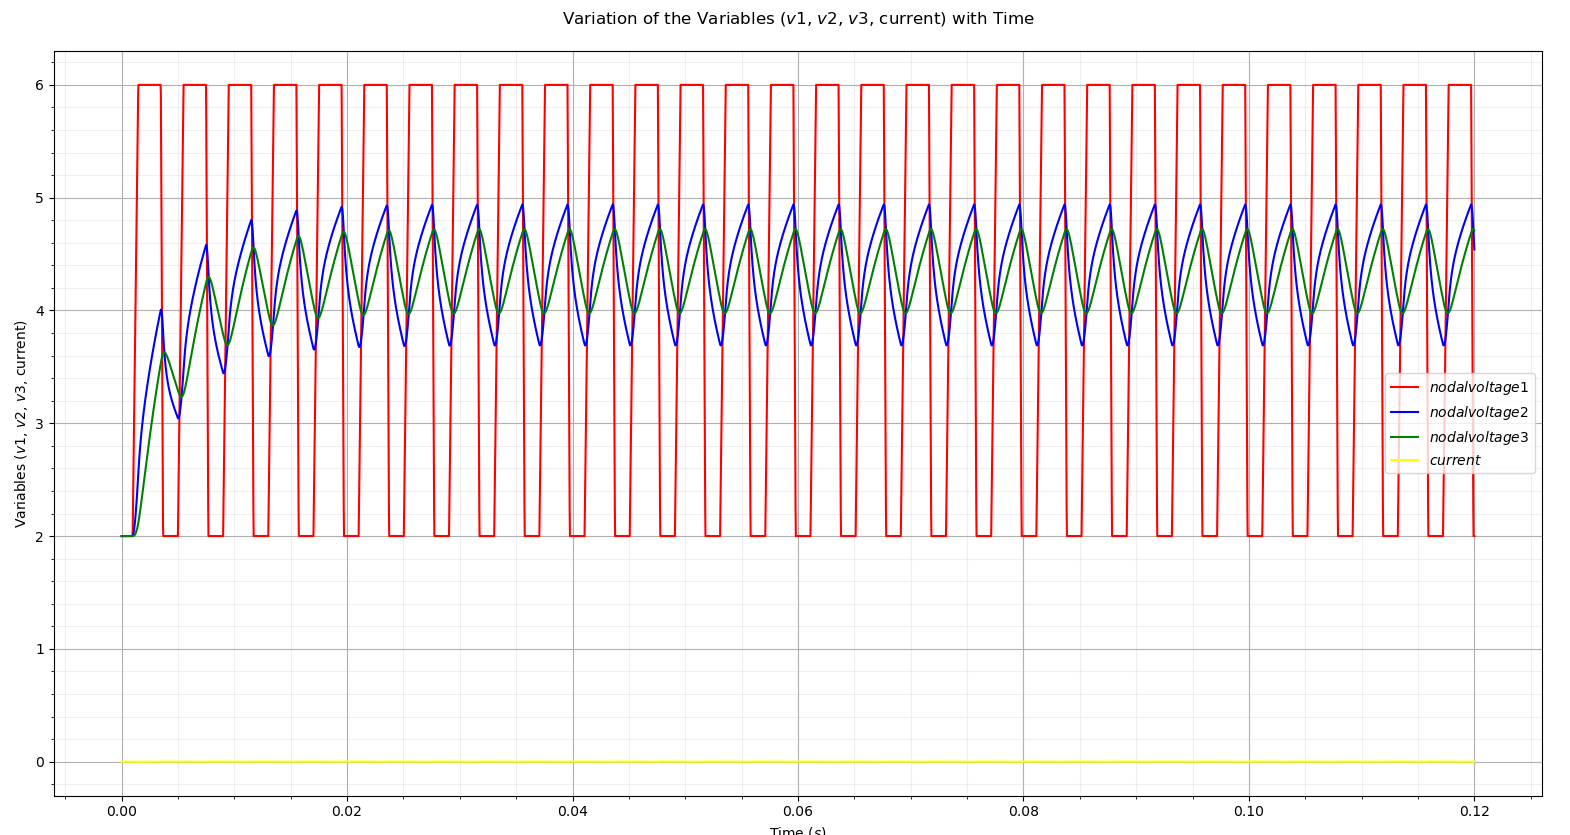 Variation of the Variables (v1, v2, v3, current) with Time
Variables (v1, v2, v3, current)
6
5
4
3
2
1
0
nodalvoltage1
nodalvoltage2
nodalvoltage3
current
0.00 0.02 0.04 0.06 0.08 0.10 0.12
Time (s)